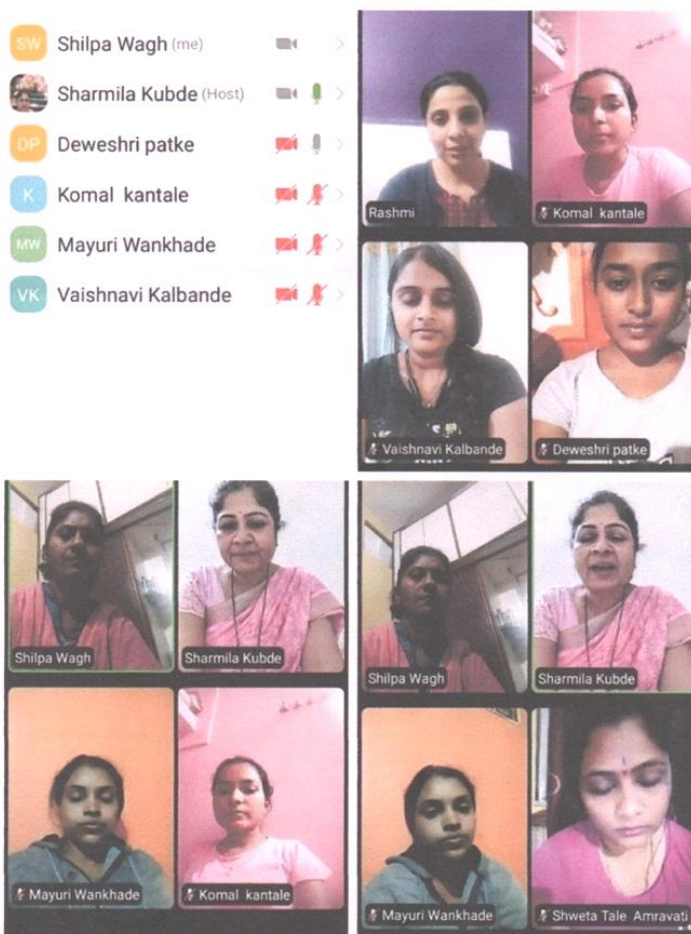 SW Shilpa Wagh (me)
Sharmila Kubde (Host)
DP Deweshri patke
K Komal kantale
MW Mayuri Wankhade
VK Vaishnavi Kalbande
Rashmi
Komal kantale
Vaishnavi Kalbande
Deweshri patke
Shilpa Wagh
Sharmila Kubde
Mayuri Wankhade
Komal kantale
Shilpa Wagh
Sharmila Kubde
Mayuri Wankhade
Shweta Tale Amravati